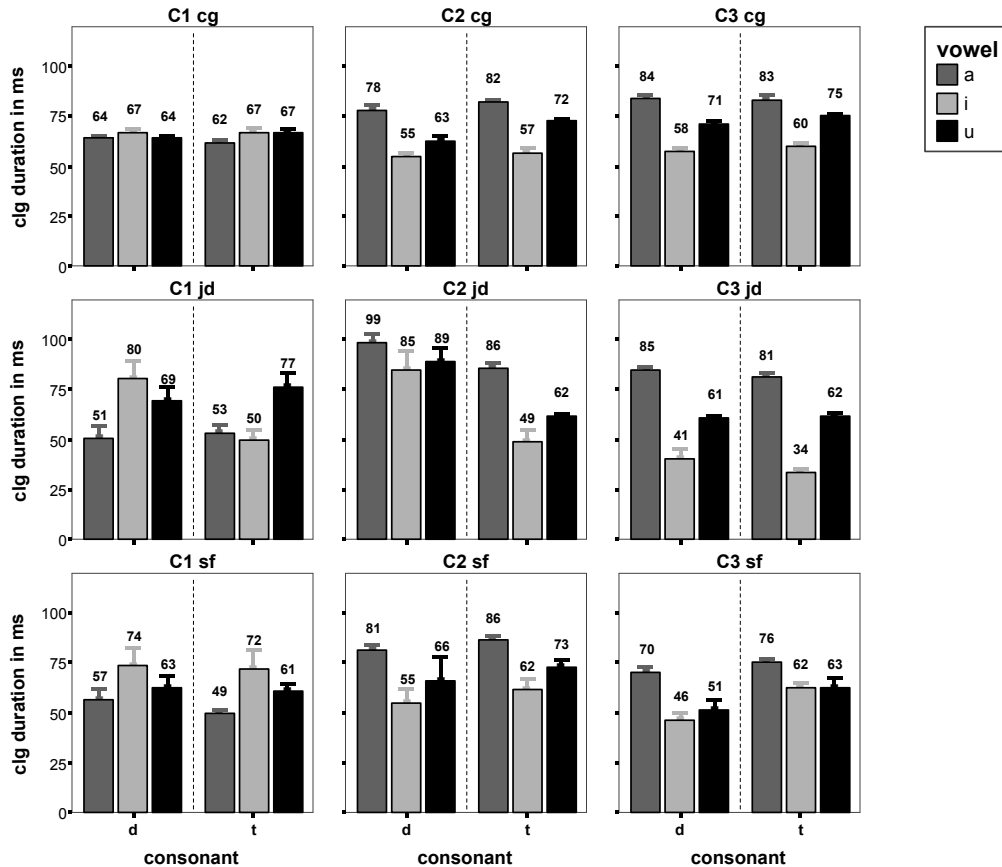 C1 cg
C2 cg
C3 cg
vowel
a
i
u
clg duration in ms
100
75
50
25
0
64 67 64 62 67 67
78 55 63 82 57 72
84 58 71 83 60 75
C1 jd
C2 jd
C3 jd
clg duration in ms
100
75
50
25
0
51 80 69 53 50 77
99 85 89 86 49 62
85 41 61 81 34 62
C1 sf
C2 sf
C3 sf
clg duration in ms
100
75
50
25
0
57 74 63 49 72 61
81 55 66 86 62 73
70 46 51 76 62 63
d t
d t
d t
consonant
consonant
consonant